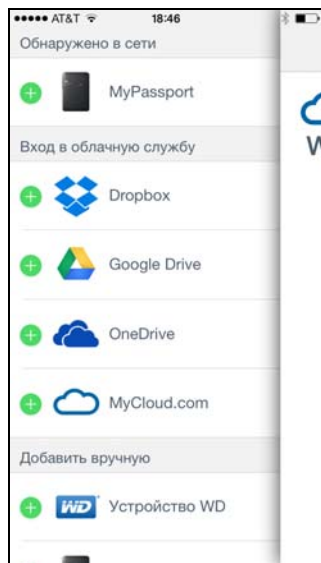 AT&T 18:46
Обнаружено в сети
MyPassport
Вход в облачную службу
Dropbox
Google Drive
OneDrive
MyCloud.com
Добавить вручную
WD Устройство WD
W